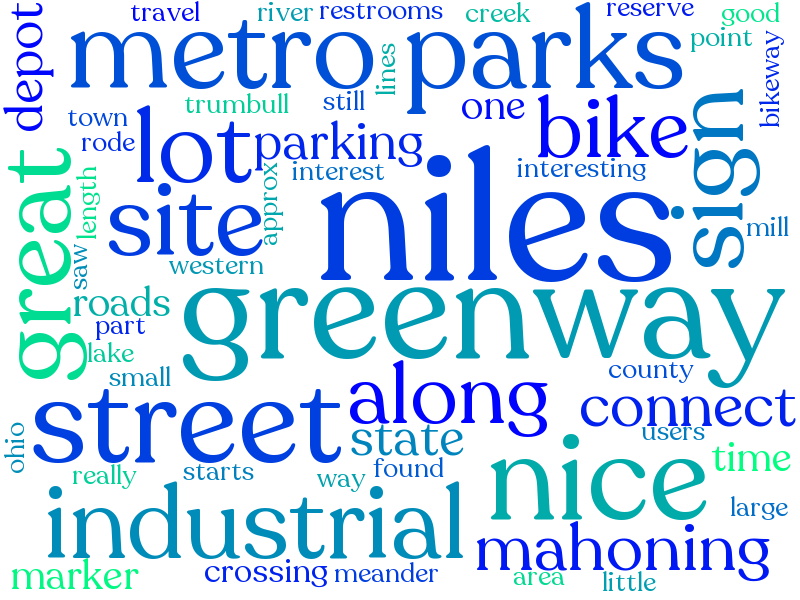 travel river restrooms creek reserve good
depot metro parks point
lines bikeway
trumbull still one bike
town
rode lot parking sign
great length interest interesting
approx niles
site mill
saw western
roads greenway
part
lake
small along county
street connect
state users
ohio
really starts way found nice time
industrial large
mahoning
marker crossing meander area little